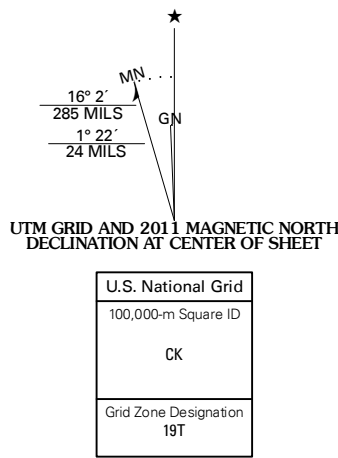 ★
MN
GN
16° 2´
285 MILS
1° 22´
24 MILS
UTM GRID AND 2011 MAGNETIC NORTH
DECLINATION AT CENTER OF SHEET
U.S. National Grid
100,000-m Square ID
CK
Grid Zone Designation
19T